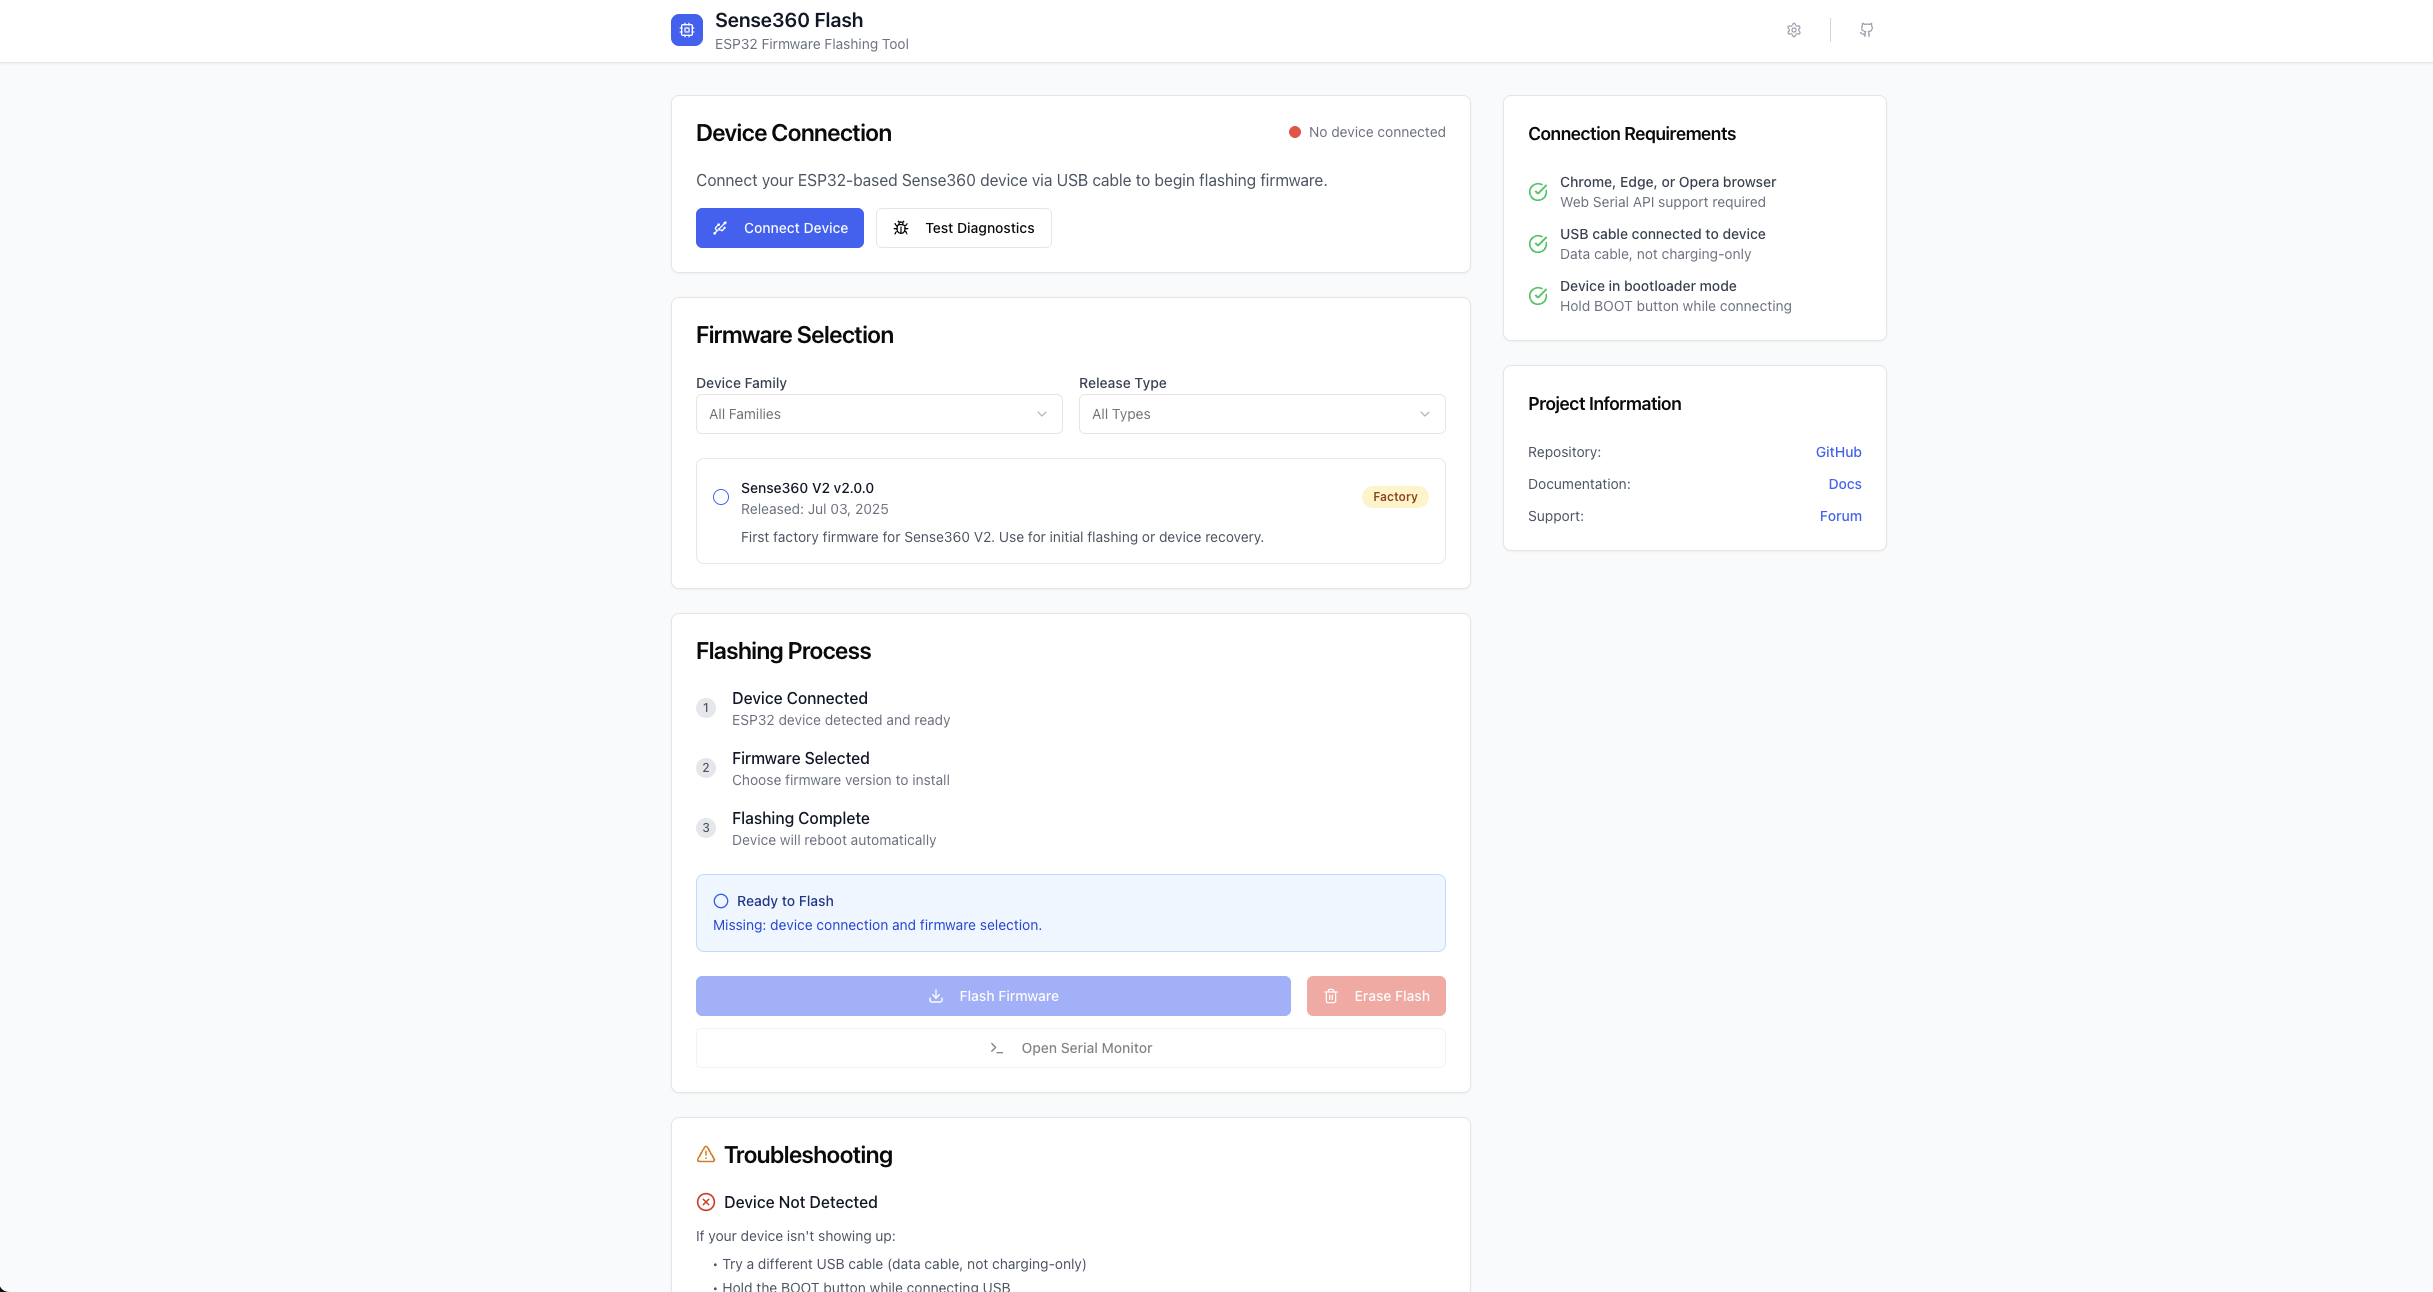 Sense360 Flash
ESP32 Firmware Flashing Tool
Device Connection
No device connected
Connect your ESP32-based Sense360 device via USB cable to begin flashing firmware.
Connect Device
Test Diagnostics
Firmware Selection
Device Family
Release Type
All Families
All Types
Sense360 V2 v2.0.0
Factory
Released: Jul 03, 2025
First factory firmware for Sense360 V2. Use for initial flashing or device recovery.
Flashing Process
1
Device Connected
ESP32 device detected and ready
2
Firmware Selected
Choose firmware version to install
3
Flashing Complete
Device will reboot automatically
Ready to Flash
Missing: device connection and firmware selection.
Flash Firmware
Erase Flash
Open Serial Monitor
Troubleshooting
Device Not Detected
If your device isn't showing up:
• Try a different USB cable (data cable, not charging-only)
• Hold the BOOT button while connecting USB
Connection Requirements
Chrome, Edge, or Opera browser
Web Serial API support required
USB cable connected to device
Data cable, not charging-only
Device in bootloader mode
Hold BOOT button while connecting
Project Information
Repository:
GitHub
Documentation:
Docs
Support:
Forum